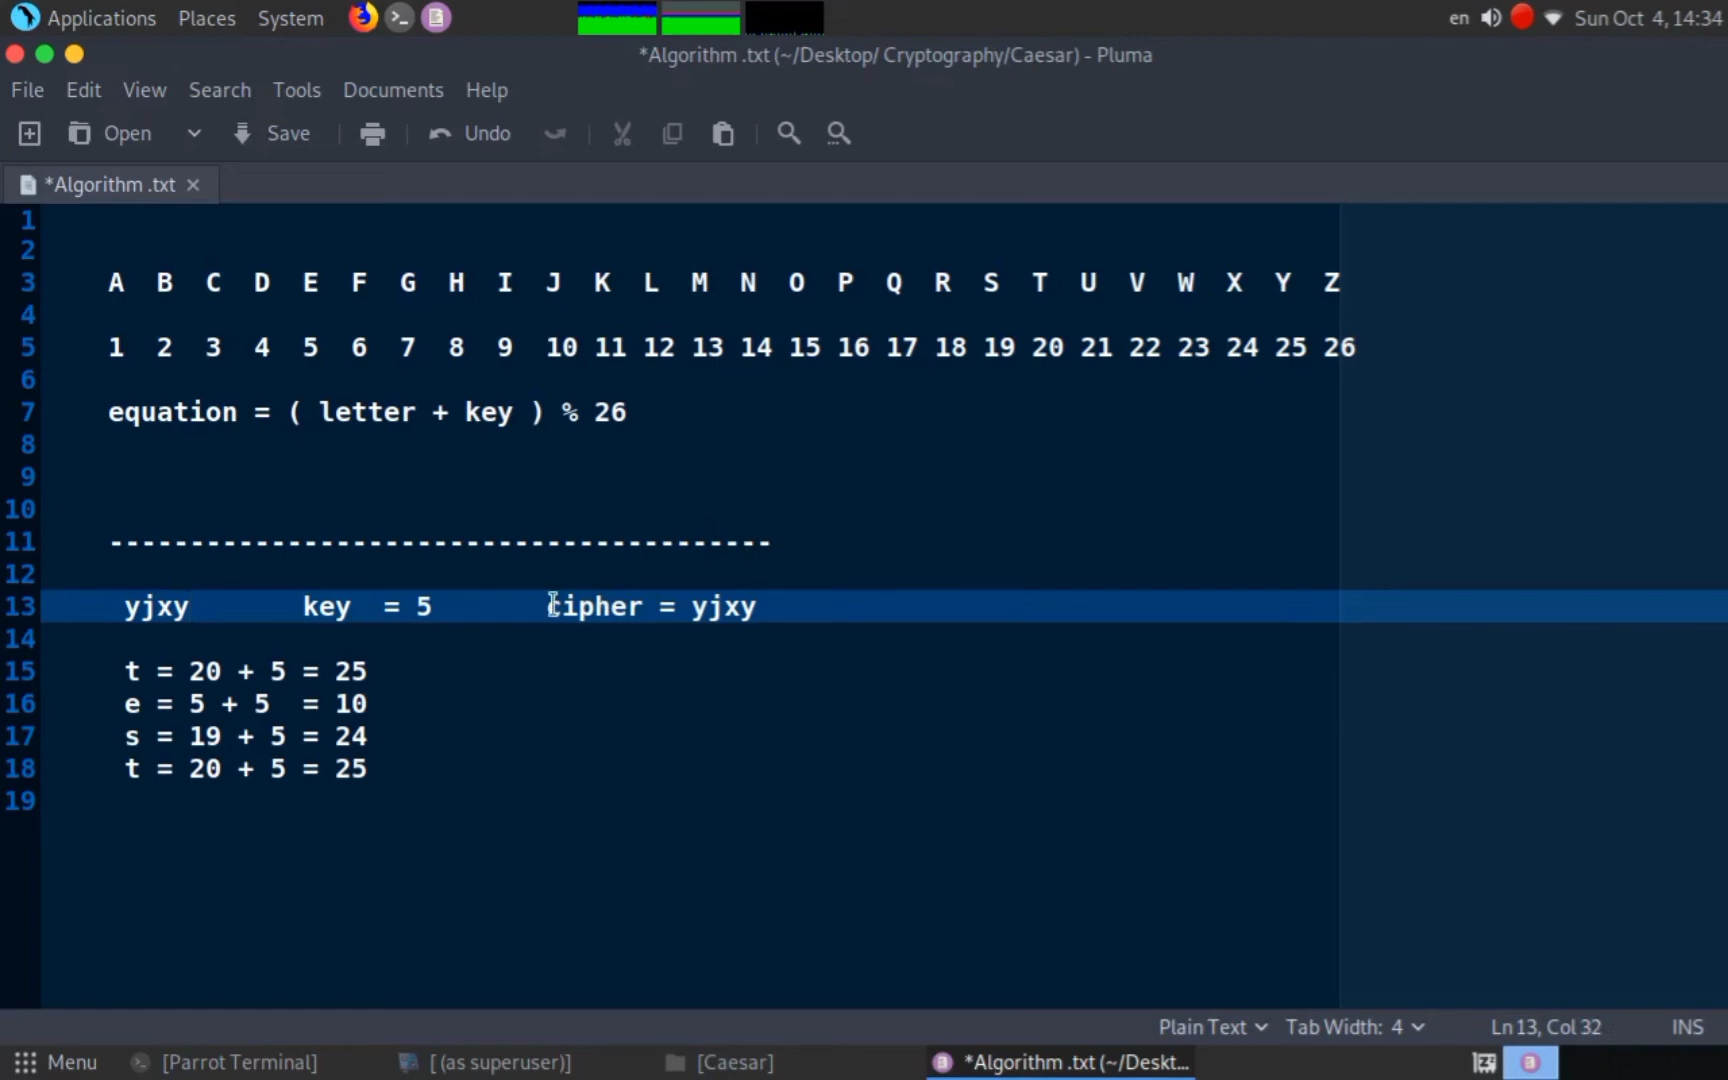 Applications Places System en Sun Oct 4, 14:34
*Algorithm .txt (~/Desktop/ Cryptography/Caesar) - Pluma
File Edit View Search Tools Documents Help
Open Save Undo
*Algorithm .txt
1
2
3 A B C D E F G H I J K L M N O P Q R S T U V W X Y Z
4
5 1 2 3 4 5 6 7 8 9 10 11 12 13 14 15 16 17 18 19 20 21 22 23 24 25 26
6
7 equation = ( letter + key ) % 26
8
9
10
11 -----------------------------------------
12
13 yjxy key = 5 cipher = yjxy
14
15 t = 20 + 5 = 25
16 e = 5 + 5 = 10
17 s = 19 + 5 = 24
18 t = 20 + 5 = 25
19
Plain Text Tab Width: 4 Ln 13, Col 32 INS
Menu [Parrot Terminal] [ (as superuser)] [Caesar] *Algorithm .txt (~/Deskt...